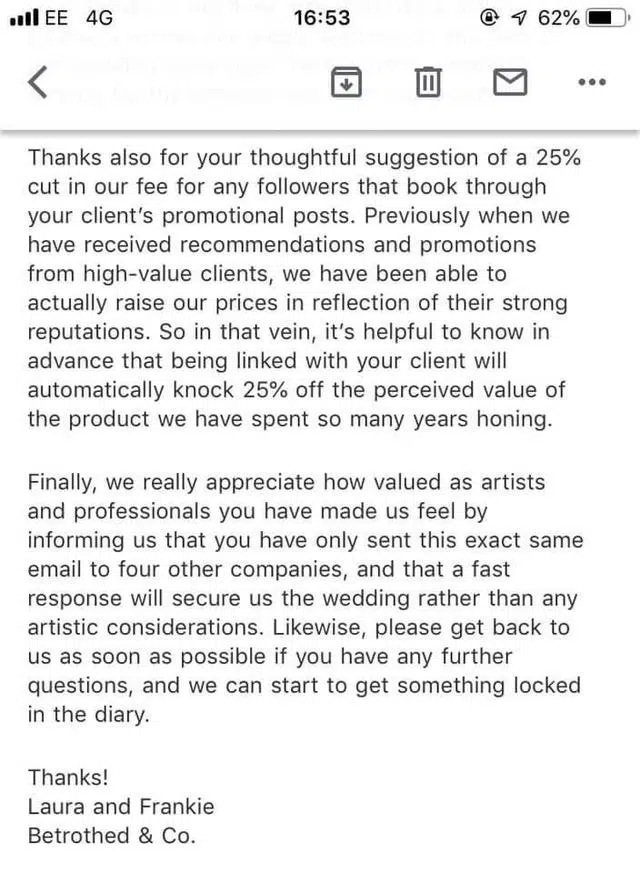 EE 4G
16:53
62%
Thanks also for your thoughtful suggestion of a 25%
cut in our fee for any followers that book through
your client's promotional posts. Previously when we
have received recommendations and promotions
from high-value clients, we have been able to
actually raise our prices in reflection of their strong
reputations. So in that vein, it's helpful to know in
advance that being linked with your client will
automatically knock 25% off the perceived value of
the product we have spent so many years honing.
Finally, we really appreciate how valued as artists
and professionals you have made us feel by
informing us that you have only sent this exact same
email to four other companies, and that a fast
response will secure us the wedding rather than any
artistic considerations. Likewise, please get back to
us as soon as possible if you have any further
questions, and we can start to get something locked
in the diary.
Thanks!
Laura and Frankie
Betrothed & Co.